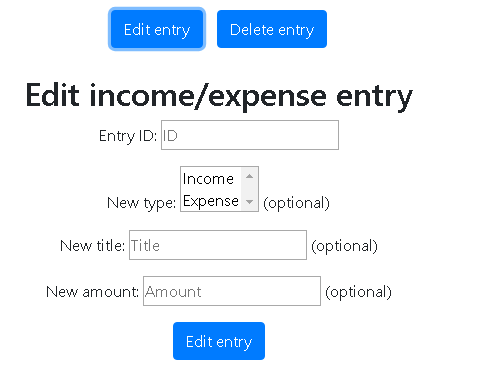 Edit entry Delete entry
Edit income/expense entry
Entry ID: ID
Income
Expense
New type: (optional)
New title: Title (optional)
New amount: Amount (optional)
Edit entry